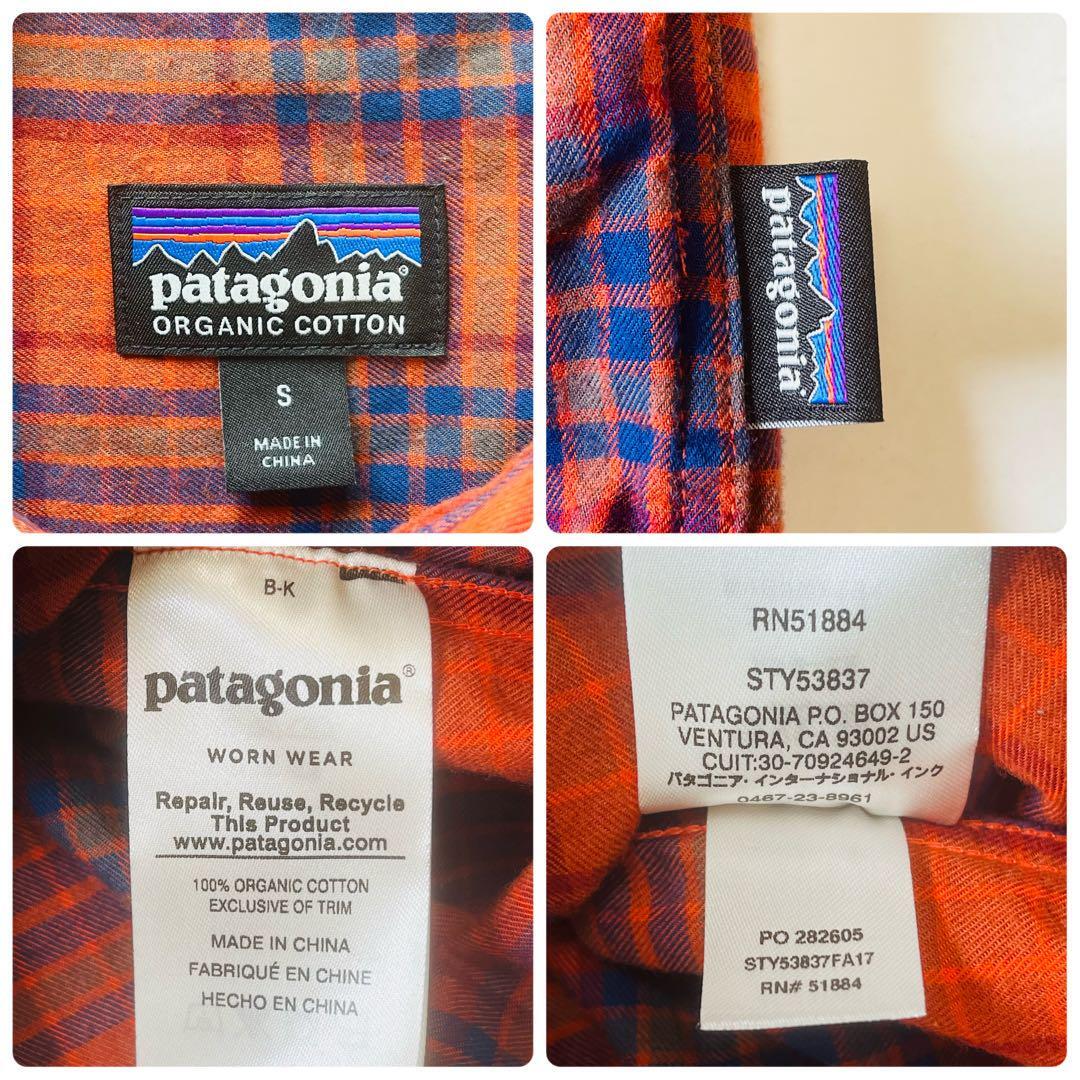 patagonia®
ORGANIC COTTON
S
MADE IN
CHINA
patagonia
B-K
patagonia®
WORN WEAR
Repair, Reuse, Recycle
This Product
www.patagonia.com
100% ORGANIC COTTON
EXCLUSIVE OF TRIM
MADE IN CHINA
FABRIQUÉ EN CHINE
HECHO EN CHINA
RN51884
STY53837
PATAGONIA P.O. BOX 150
VENTURA, CA 93002 US
CUIT:30-70924649-2
パタゴニア・インターナショナル・インク
0467-23-8961
PO 282605
STY53837FA17
RN# 51884